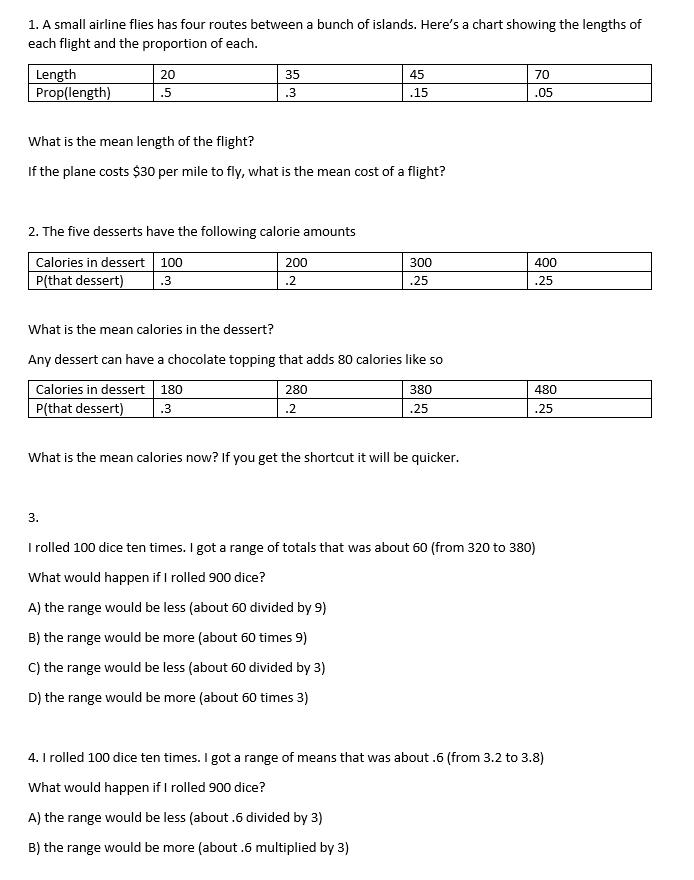 1. A small airline flies has four routes between a bunch of islands. Here’s a chart showing the lengths of
each flight and the proportion of each.
Length 20 35 45 70
Prop(length) .5 .3 .15 .05
What is the mean length of the flight?
If the plane costs $30 per mile to fly, what is the mean cost of a flight?
2. The five desserts have the following calorie amounts
Calories in dessert 100 200 300 400
P(that dessert) .3 .2 .25 .25
What is the mean calories in the dessert?
Any dessert can have a chocolate topping that adds 80 calories like so
Calories in dessert 180 280 380 480
P(that dessert) .3 .2 .25 .25
What is the mean calories now? If you get the shortcut it will be quicker.
3.
I rolled 100 dice ten times. I got a range of totals that was about 60 (from 320 to 380)
What would happen if I rolled 900 dice?
A) the range would be less (about 60 divided by 9)
B) the range would be more (about 60 times 9)
C) the range would be less (about 60 divided by 3)
D) the range would be more (about 60 times 3)
4. I rolled 100 dice ten times. I got a range of means that was about .6 (from 3.2 to 3.8)
What would happen if I rolled 900 dice?
A) the range would be less (about .6 divided by 3)
B) the range would be more (about .6 multiplied by 3)